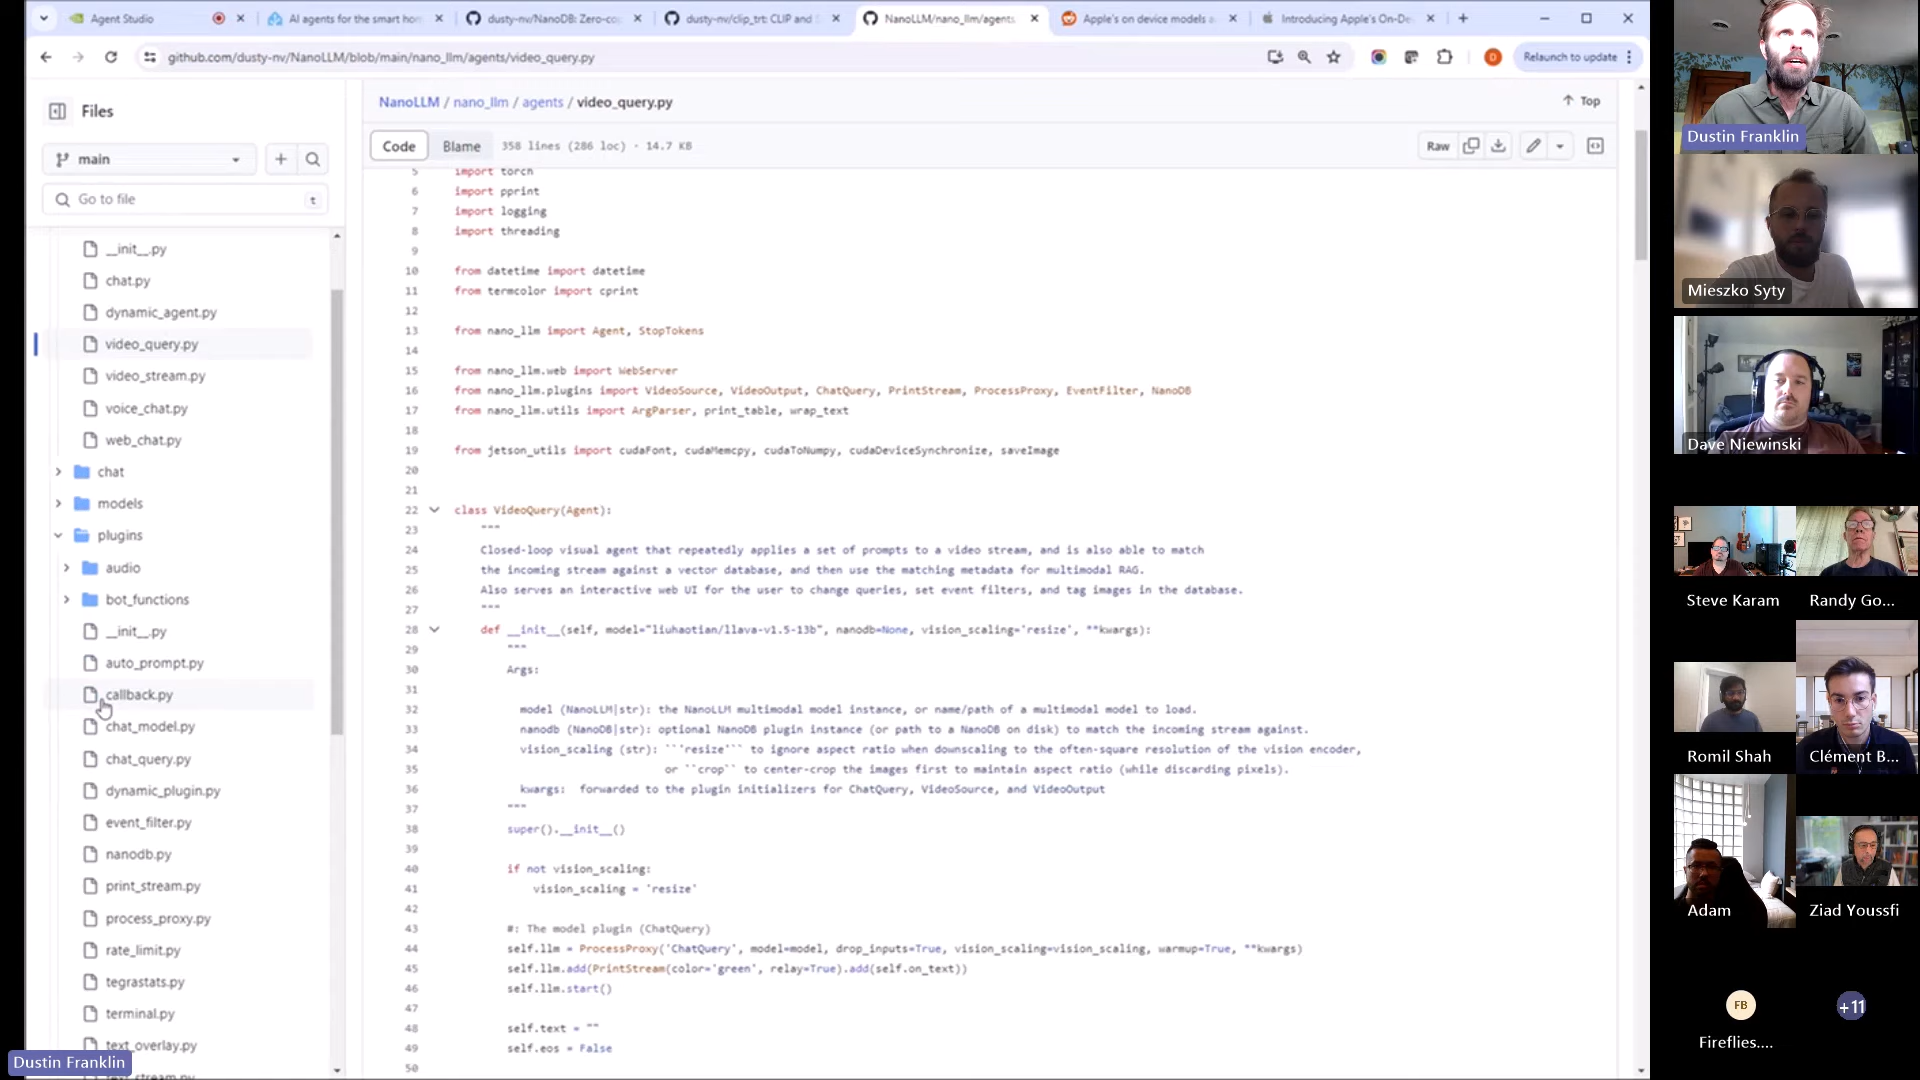 Agent Studio
AI agents for the smart hom
dusty-nv/NanoDB: Zero-co
dusty-nv/clip_trt: CLIP and S
NanoLLM/nano_llm/agents
Apple's on device models a
Introducing Apple's On-De
github.com/dusty-nv/NanoLLM/blob/main/nano_llm/agents/video_query.py
D
Relaunch to update
Files
main
Go to file
t
__init__.py
chat.py
dynamic_agent.py
video_query.py
video_stream.py
voice_chat.py
web_chat.py
chat
models
plugins
audio
bot_functions
__init__.py
auto_prompt.py
callback.py
chat_model.py
chat_query.py
dynamic_plugin.py
event_filter.py
nanodb.py
print_stream.py
process_proxy.py
rate_limit.py
tegrastats.py
terminal.py
text_overlay.py
text_stream.py
NanoLLM / nano_llm / agents / video_query.py
Top
Code
Blame
358 lines (286 loc) · 14.7 KB
Raw
5 import torch
6 import pprint
7 import logging
8 import threading
9
10 from datetime import datetime
11 from termcolor import cprint
12
13 from nano_llm import Agent, StopTokens
14
15 from nano_llm.web import WebServer
16 from nano_llm.plugins import VideoSource, VideoOutput, ChatQuery, PrintStream, ProcessProxy, EventFilter, NanoDB
17 from nano_llm.utils import ArgParser, print_table, wrap_text
18
19 from jetson_utils import cudaFont, cudaMemcpy, cudaToNumpy, cudaDeviceSynchronize, saveImage
20
21
22 class VideoQuery(Agent):
23 """
24 Closed-loop visual agent that repeatedly applies a set of prompts to a video stream, and is also able to match
25 the incoming stream against a vector database, and then use the matching metadata for multimodal RAG.
26 Also serves an interactive web UI for the user to change queries, set event filters, and tag images in the database.
27 """
28 def __init__(self, model="liuhaotian/llava-v1.5-13b", nanodb=None, vision_scaling='resize', **kwargs):
29 """
30 Args:
31
32 model (NanoLLM|str): the NanoLLM multimodal model instance, or name/path of a multimodal model to load.
33 nanodb (NanoDB|str): optional NanoDB plugin instance (or path to a NanoDB on disk) to match the incoming stream against.
34 vision_scaling (str): ```resize``` to ignore aspect ratio when downscaling to the often-square resolution of the vision encoder,
35 or ``crop`` to center-crop the images first to maintain aspect ratio (while discarding pixels).
36 kwargs: forwarded to the plugin initializers for ChatQuery, VideoSource, and VideoOutput
37 """
38 super().__init__()
39
40 if not vision_scaling:
41 vision_scaling = 'resize'
42
43 #: The model plugin (ChatQuery)
44 self.llm = ProcessProxy('ChatQuery', model=model, drop_inputs=True, vision_scaling=vision_scaling, warmup=True, **kwargs)
45 self.llm.add(PrintStream(color='green', relay=True).add(self.on_text))
46 self.llm.start()
47
48 self.text = ""
49 self.eos = False
50
Dustin Franklin
Dustin Franklin
Mieszko Syty
Dave Niewinski
Steve Karam
Randy Go...
Romil Shah
Clément B...
Adam
Ziad Youssfi
FB
Fireflies....
+11